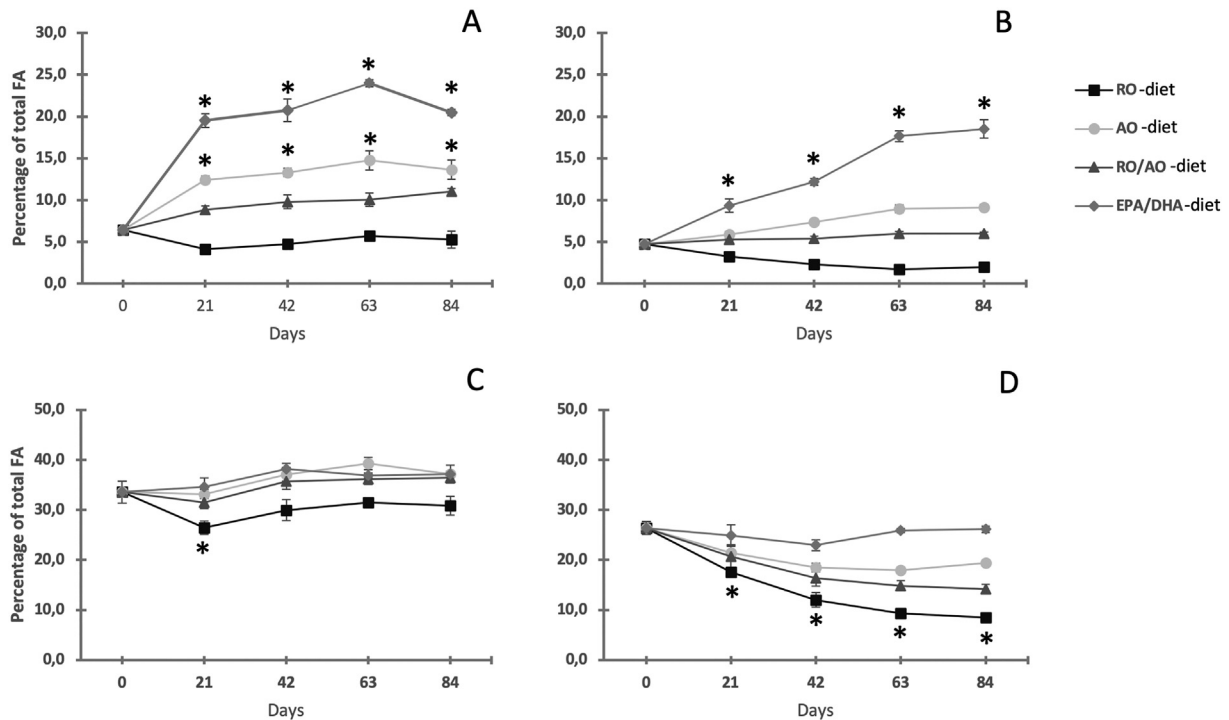 A
30,0
25,0
20,0
15,0
10,0
5,0
0,0
Percentage of total FA
* * * *
* * * *
0 21 42 63 84
Days
B
30,0
25,0
20,0
15,0
10,0
5,0
0,0
* * * *
0 21 42 63 84
Days
RO-diet
AO-diet
RO/AO-diet
EPA/DHA-diet
C
50,0
40,0
30,0
20,0
10,0
0,0
Percentage of total FA
*
0 21 42 63 84
Days
D
50,0
40,0
30,0
20,0
10,0
0,0
* * * *
0 21 42 63 84
Days